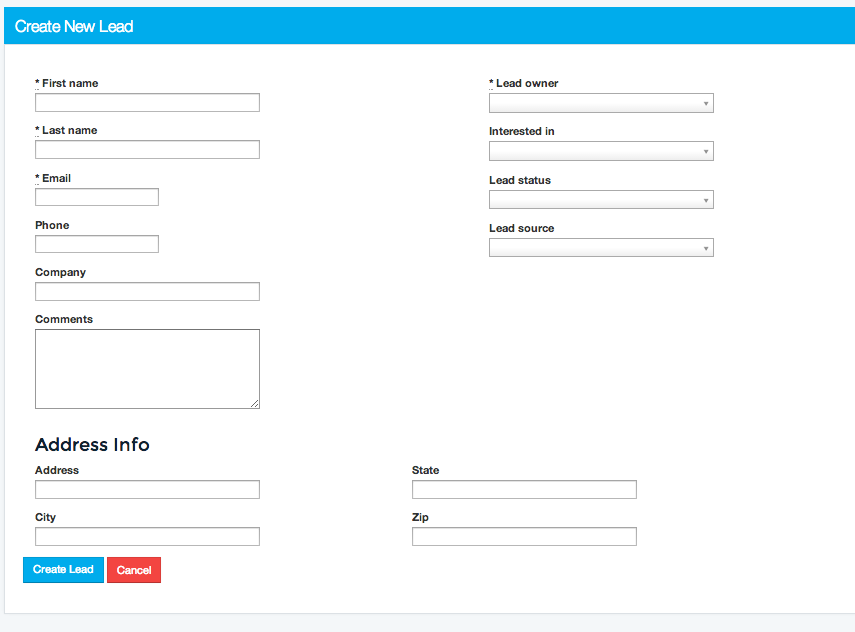 Create New Lead
* First name
* Last name
* Email
Phone
Company
Comments
* Lead owner
Interested in
Lead status
Lead source
Address Info
Address
City
State
Zip
Create Lead
Cancel